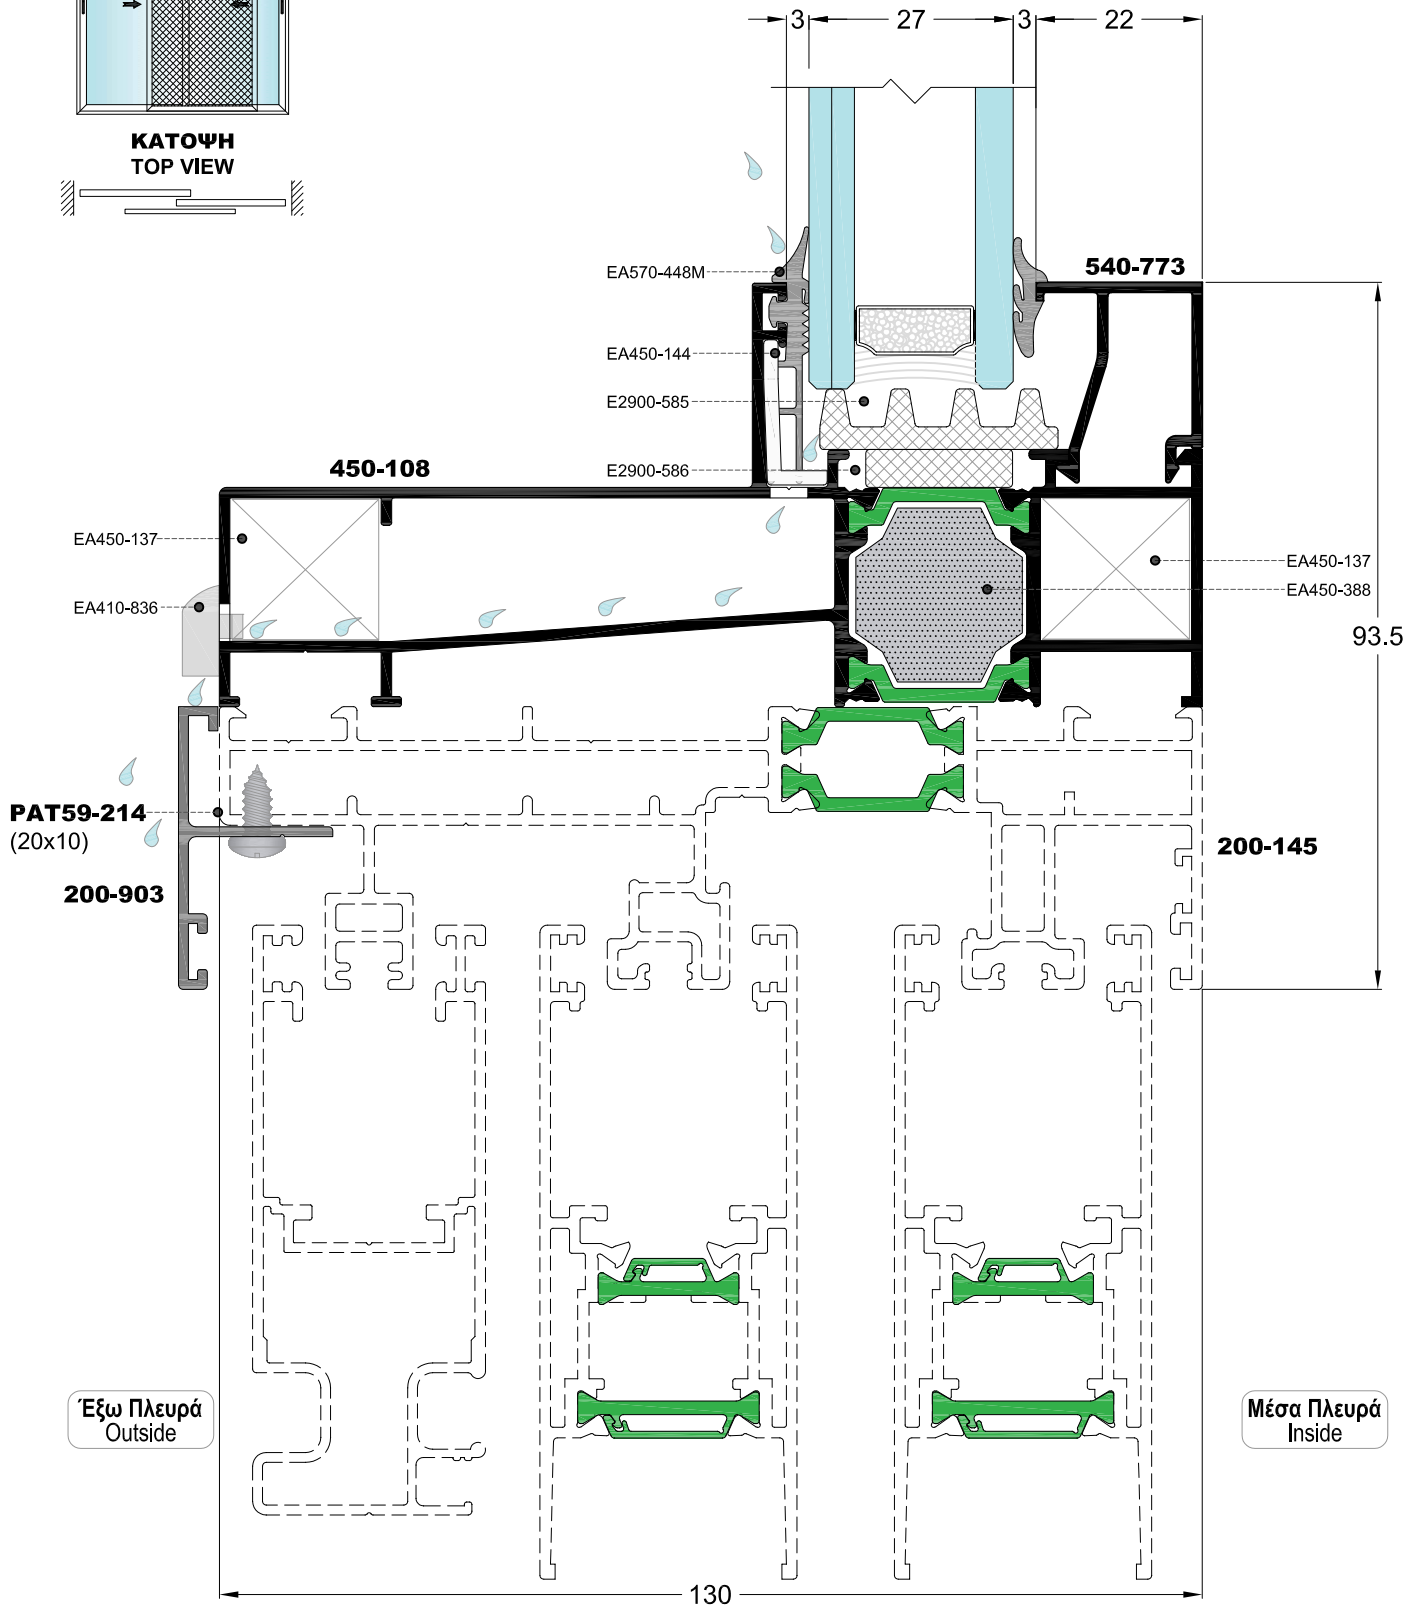 3
27
3
22
ΚΑΤΟΨΗ
TOP VIEW
EA570-448M
540-773
EA450-144
E2900-585
450-108
E2900-586
EA450-137
EA450-137
EA450-388
EA410-836
93.5
PAT59-214
(20x10)
200-145
200-903
Έξω Πλευρά
Outside
Μέσα Πλευρά
Inside
130